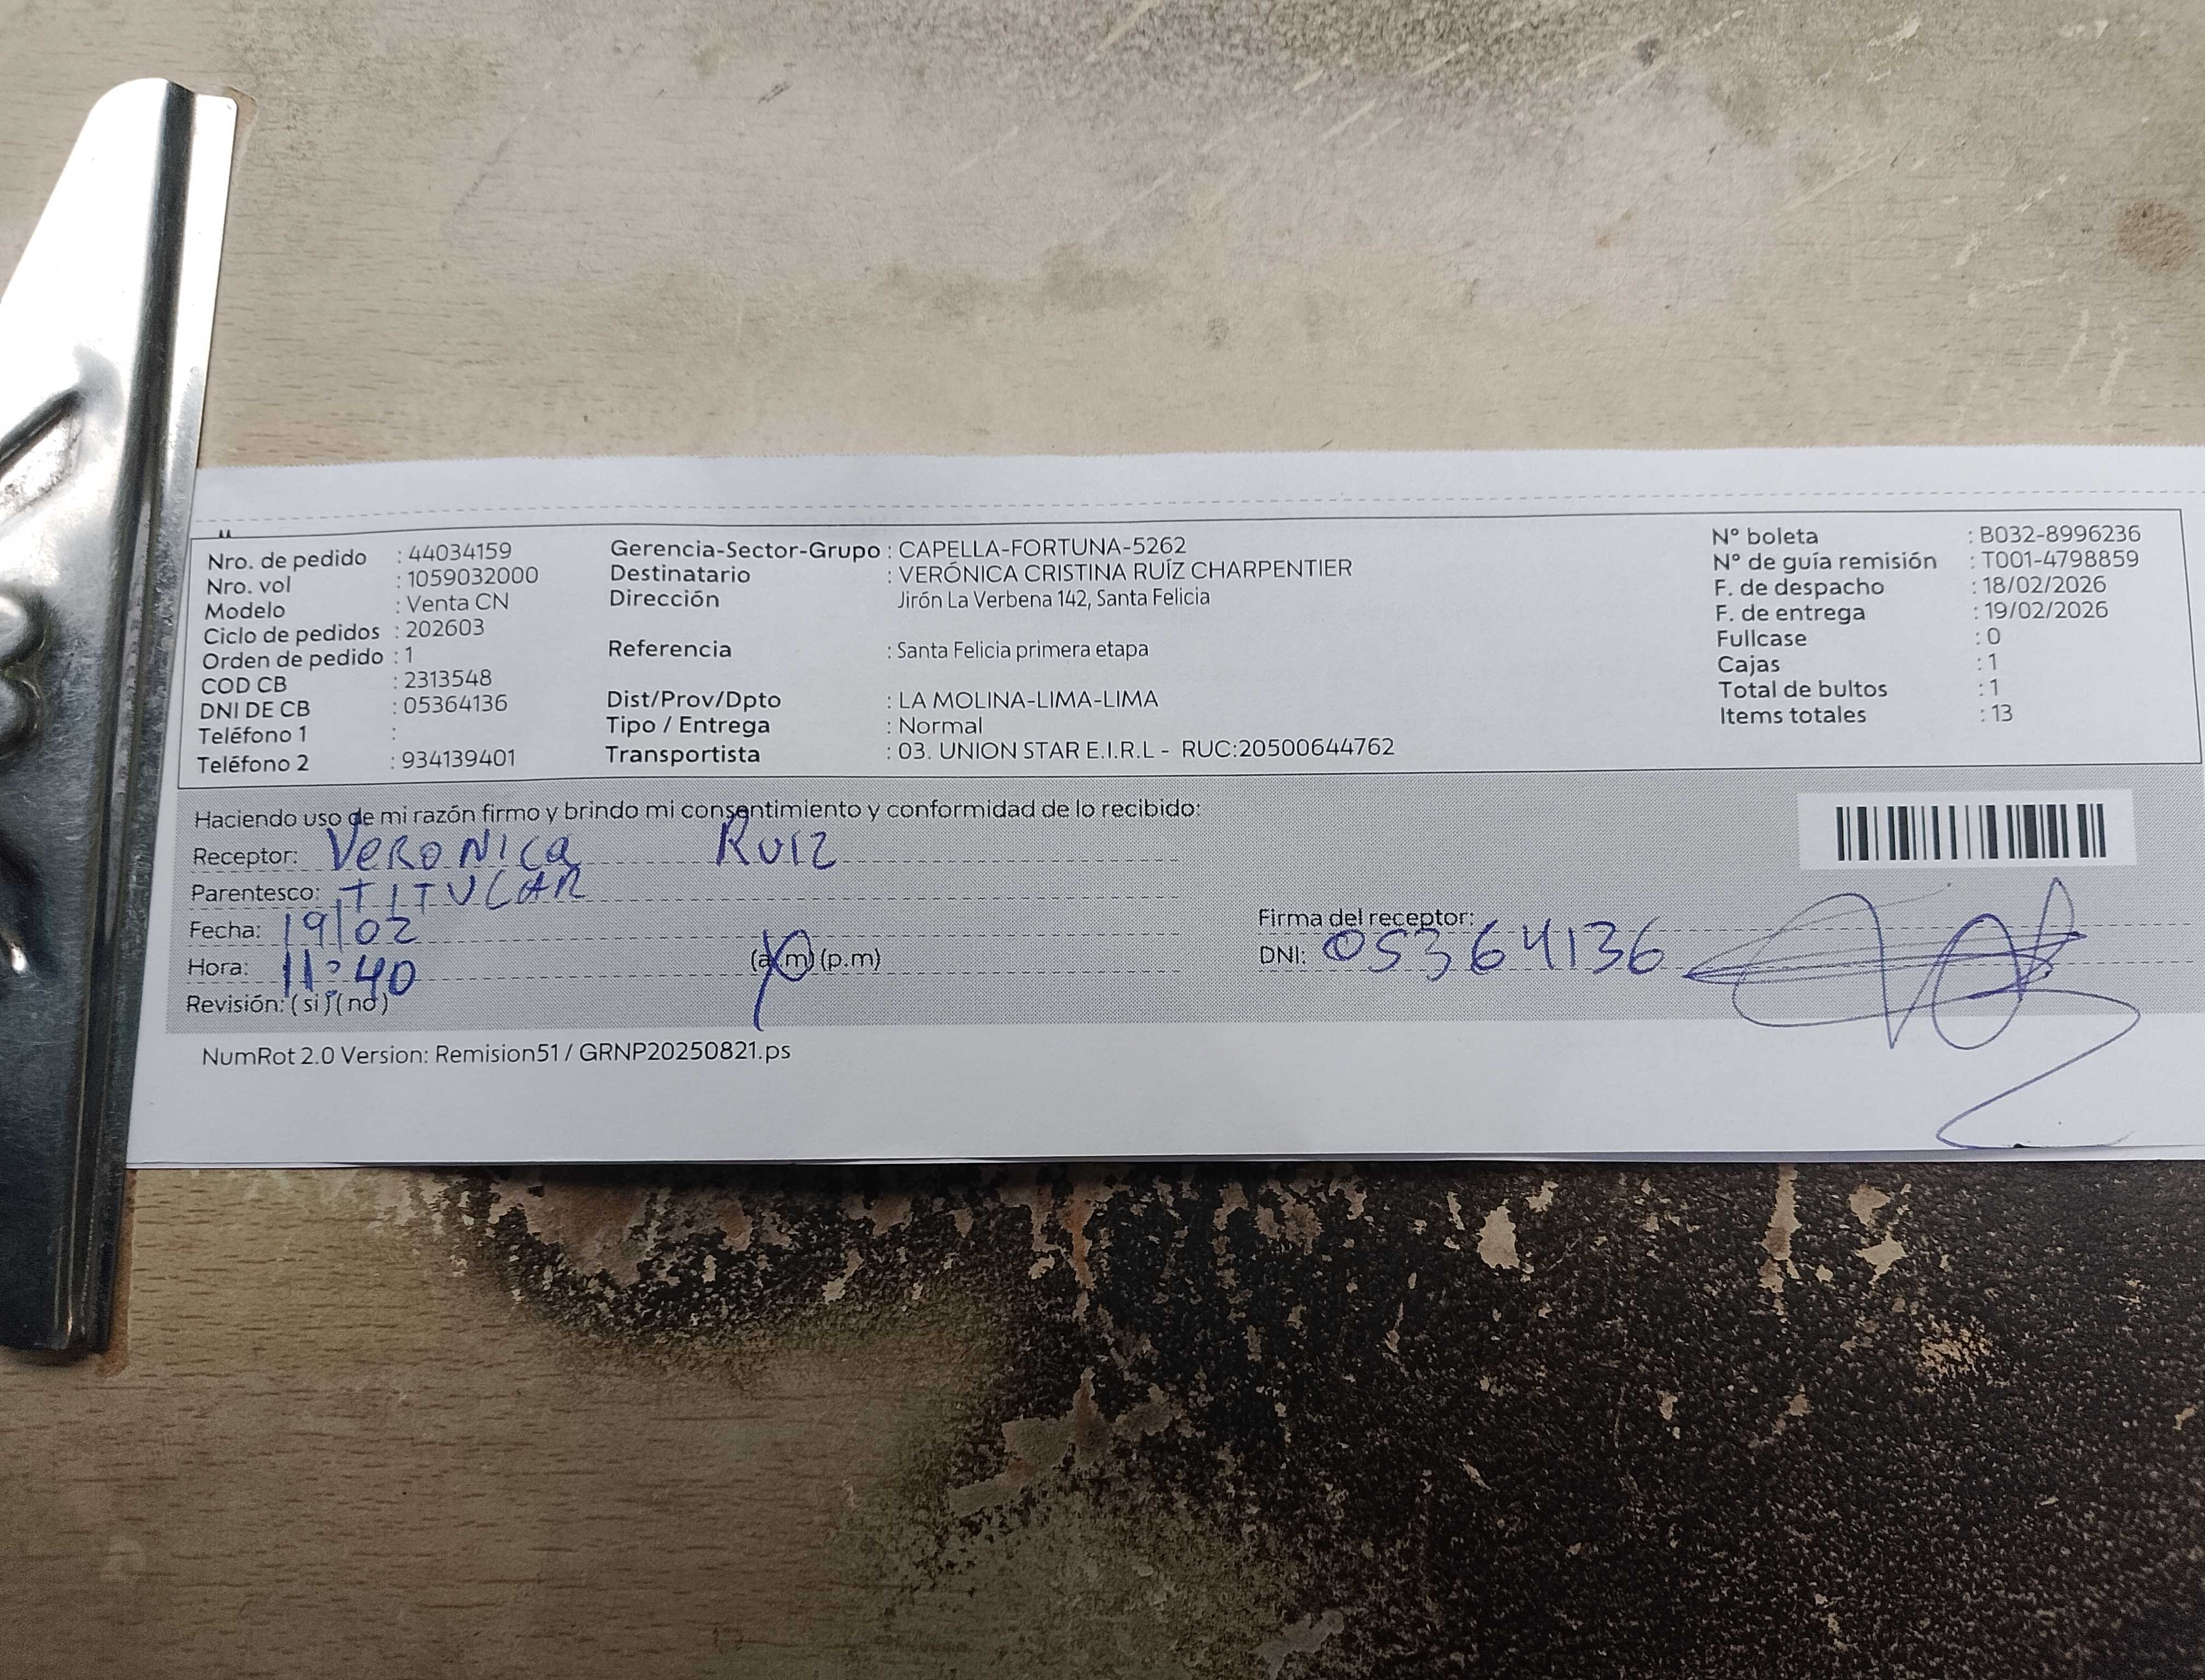 Nro. de pedido : 44034159
Nro. vol : 1059032000
Modelo : Venta CN
Ciclo de pedidos : 202603
Orden de pedido : 1
COD CB : 2313548
DNI DE CB : 05364136
Teléfono 1 :
Teléfono 2 : 934139401
Gerencia-Sector-Grupo : CAPELLA-FORTUNA-5262
Destinatario : VERÓNICA CRISTINA RUÍZ CHARPENTIER
Dirección Jirón La Verbena 142, Santa Felicia
Referencia : Santa Felicia primera etapa
Dist/Prov/Dpto : LA MOLINA-LIMA-LIMA
Tipo / Entrega : Normal
Transportista : 03. UNION STAR E.I.R.L - RUC:20500644762
Nº boleta : B032-8996236
Nº de guía remisión : T001-4798859
F. de despacho : 18/02/2026
F. de entrega : 19/02/2026
Fullcase : 0
Cajas : 1
Total de bultos : 1
Items totales : 13
Haciendo uso de mi razón firmo y brindo mi consentimiento y conformidad de lo recibido:
Receptor: VERONICa RUIZ
Parentesco: TITULAR
Fecha: 19/02
Hora: 11:40 (a.m) (p.m)
Revisión: ( si ) ( no )
Firma del receptor:
DNI: 05364136
NumRot 2.0 Version: Remision51 / GRNP20250821.ps